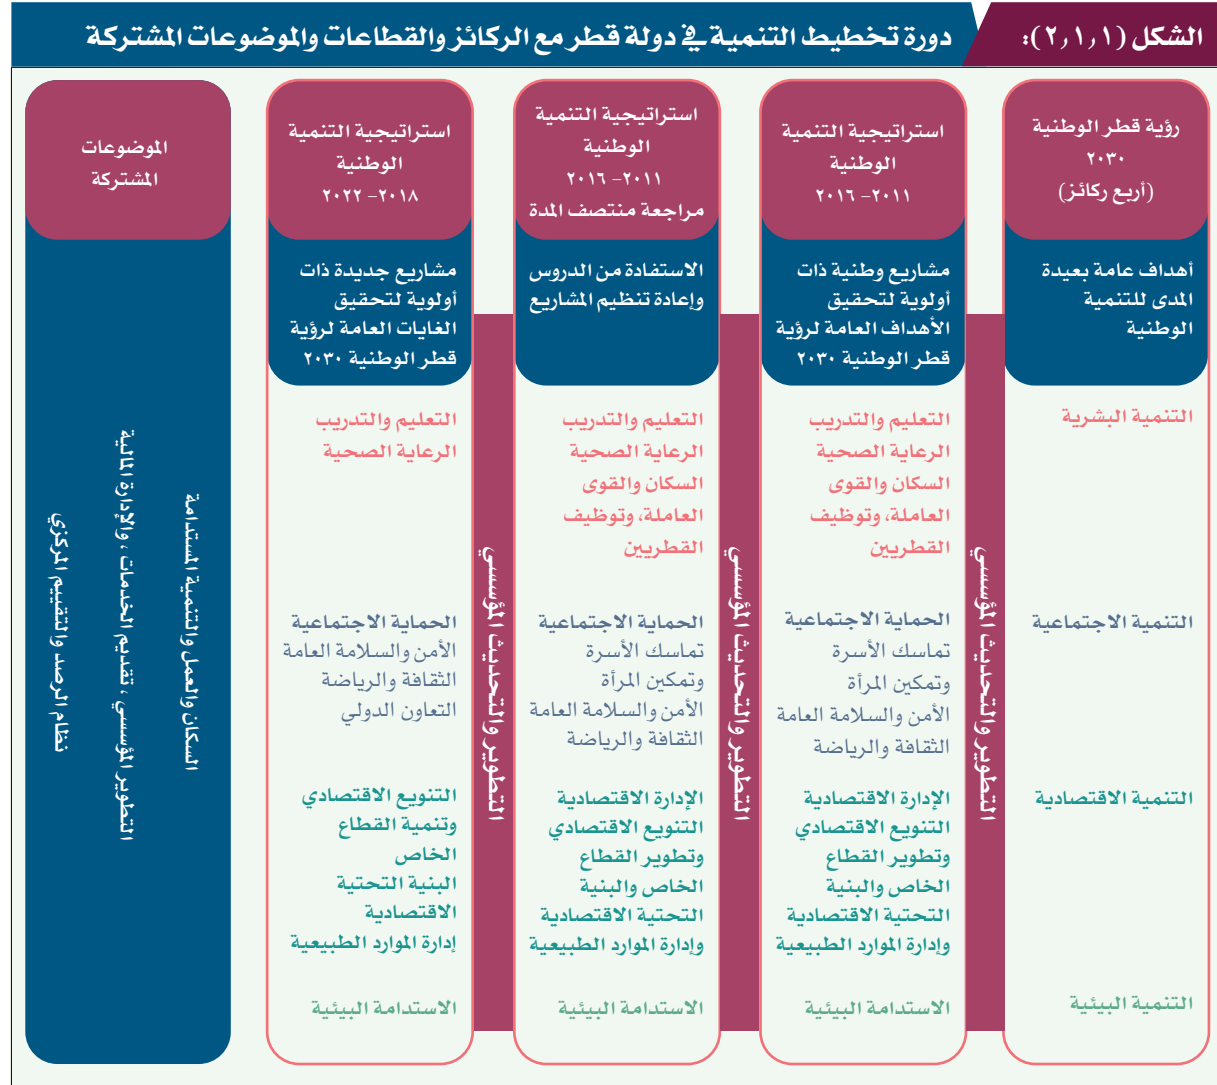 الشكل (٢,١,١):
دورة تخطيط التنمية في دولة قطر مع الركائز والقطاعات والموضوعات المشتركة
رؤية قطر الوطنية
٢٠٣٠
(أربع ركائز)
أهداف عامة بعيدة
المدى للتنمية
الوطنية
التنمية البشرية
التنمية الاجتماعية
التنمية الاقتصادية
التنمية البيئية
التطوير والتحديث المؤسسي
استراتيجية التنمية
الوطنية
٢٠١١- ٢٠١٦
مشاريع وطنية ذات
أولوية لتحقيق
الأهداف العامة لرؤية
قطر الوطنية ٢٠٣٠
التعليم والتدريب
الرعاية الصحية
السكان والقوى
العاملة، وتوظيف
القطريين
الحماية الاجتماعية
تماسك الأسرة
وتمكين المرأة
الأمن والسلامة العامة
الثقافة والرياضة
الإدارة الاقتصادية
التنويع الاقتصادي
وتطوير القطاع
الخاص والبنية
التحتية الاقتصادية
وإدارة الموارد الطبيعية
الاستدامة البيئية
التطوير والتحديث المؤسسي
استراتيجية التنمية
الوطنية
٢٠١١- ٢٠١٦
مراجعة منتصف المدة
الاستفادة من الدروس
وإعادة تنظيم المشاريع
التعليم والتدريب
الرعاية الصحية
السكان والقوى
العاملة، وتوظيف
القطريين
الحماية الاجتماعية
تماسك الأسرة
وتمكين المرأة
الأمن والسلامة العامة
الثقافة والرياضة
الإدارة الاقتصادية
التنويع الاقتصادي
وتطوير القطاع
الخاص والبنية
التحتية الاقتصادية
وإدارة الموارد الطبيعية
الاستدامة البيئية
التطوير والتحديث المؤسسي
استراتيجية التنمية
الوطنية
٢٠١٨- ٢٠٢٢
مشاريع جديدة ذات
أولوية لتحقيق
الغايات العامة لرؤية
قطر الوطنية ٢٠٣٠
التعليم والتدريب
الرعاية الصحية
الحماية الاجتماعية
الأمن والسلامة العامة
الثقافة والرياضة
التعاون الدولي
التنويع الاقتصادي
وتنمية القطاع
الخاص
البنية التحتية
الاقتصادية
إدارة الموارد الطبيعية
الاستدامة البيئية
الموضوعات
المشتركة
السكان والعمل والتنمية المستدامة
التطوير المؤسسي ، تقديم الخدمات ، والإدارة المالية
نظام الرصد والتقييم المركزي